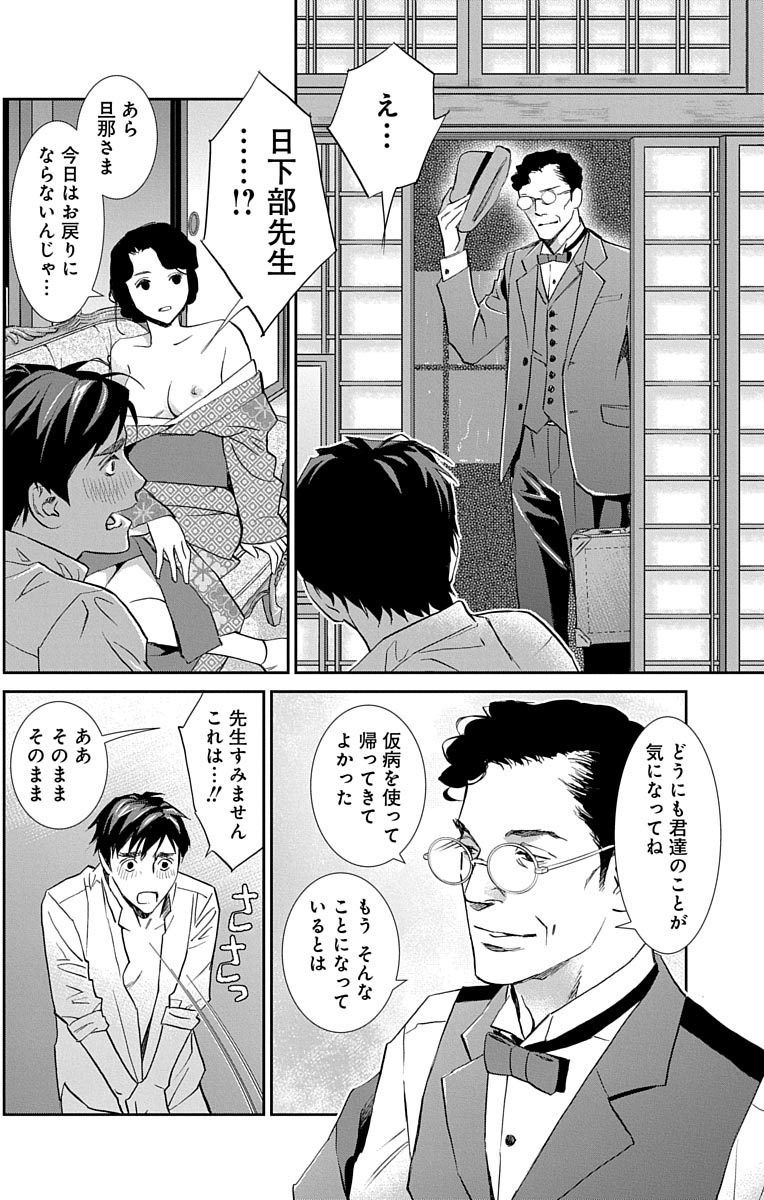 え…
日下部先生
……!?
あら
旦那さま
今日はお戻りに
ならないんじゃ…
どうにも君達のことが
気になってね
仮病を使って
帰ってきて
よかった
もう そんな
ことになって
いるとは
先生すみません
これは…!!
ああ
そのまま
そのまま
さささっ